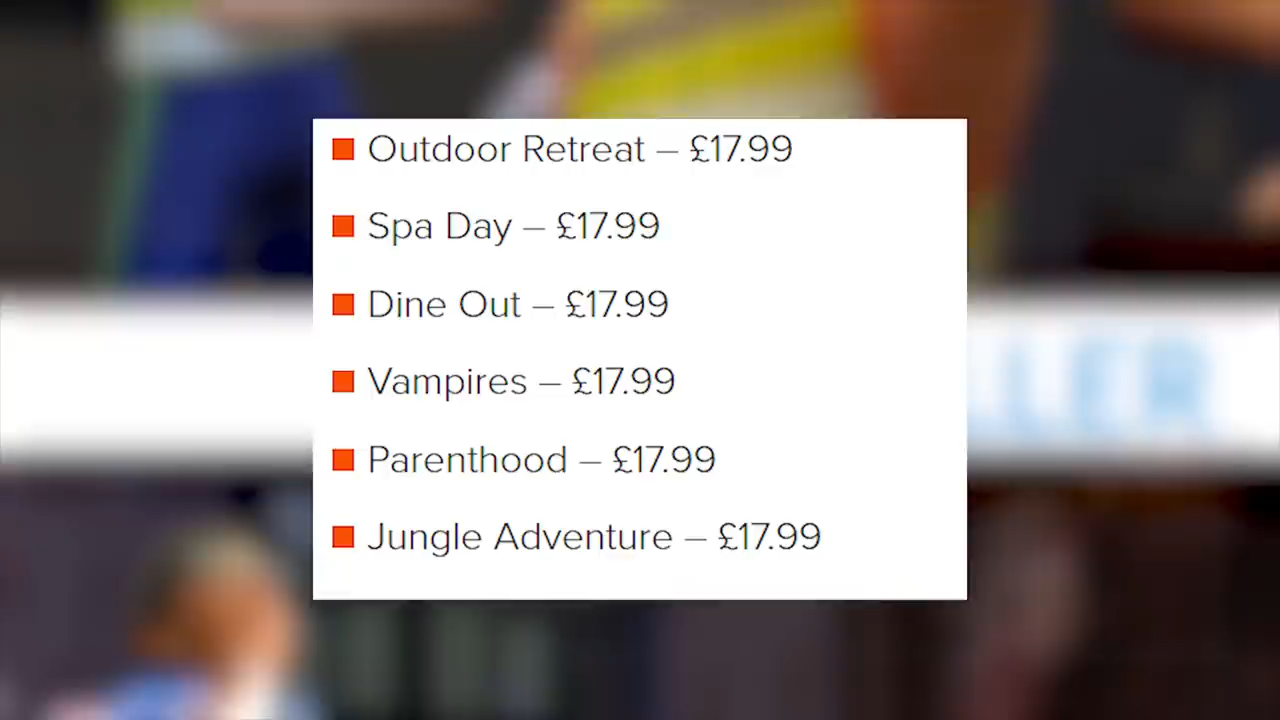 Outdoor Retreat – £17.99
Spa Day – £17.99
Dine Out – £17.99
Vampires – £17.99
Parenthood – £17.99
Jungle Adventure – £17.99